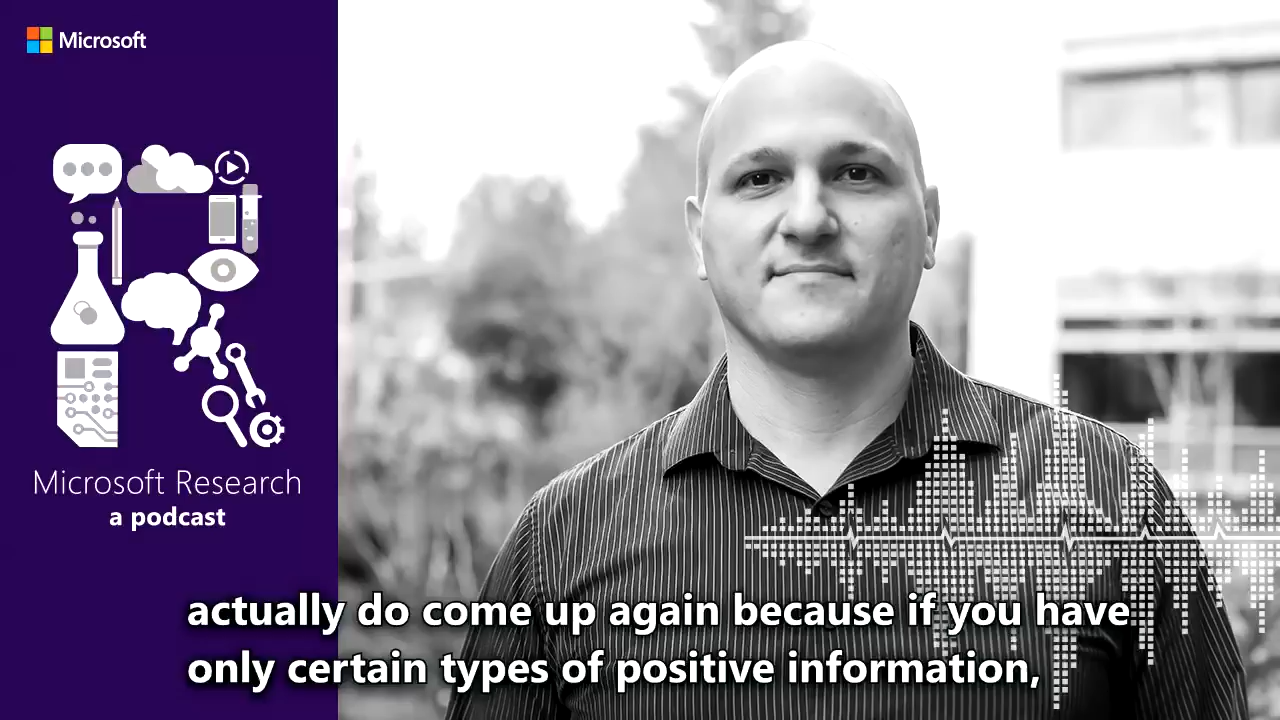 Microsoft
Microsoft Research
a podcast
actually do come up again because if you have
only certain types of positive information,